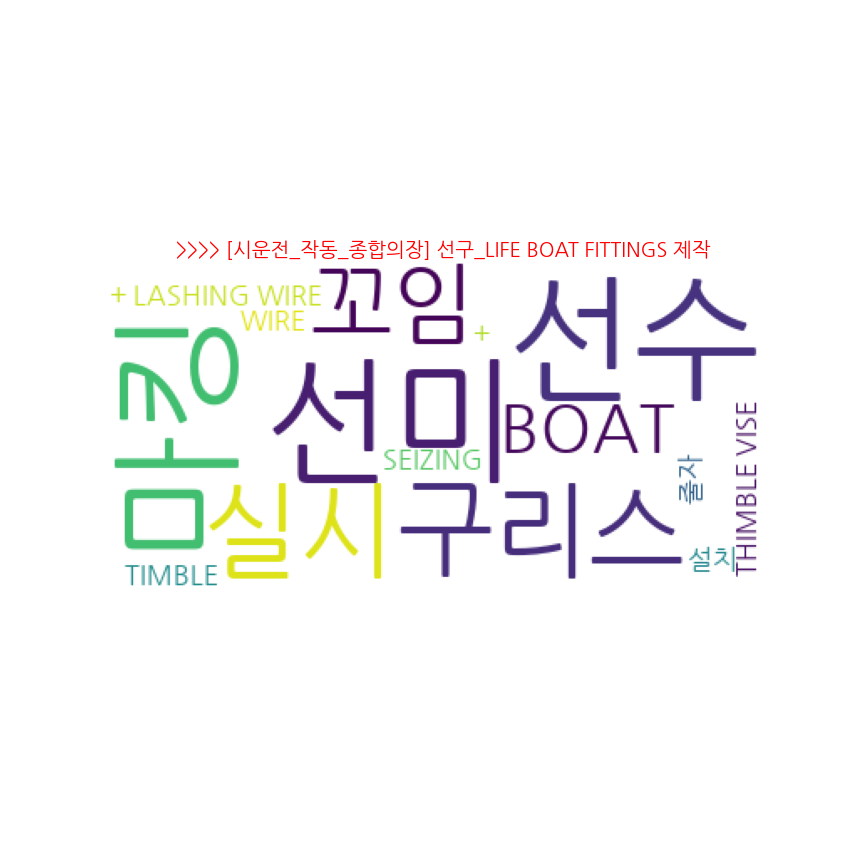 >>>> [시운전_작동_종합의장] 선구_LIFE BOAT FITTINGS 제작
+ LASHING WIRE
WIRE
꼬임
+
선수
마킹
선미
BOAT
SEIZING
줄자
THIMBLE VISE
실시
구리스
설치
TIMBLE